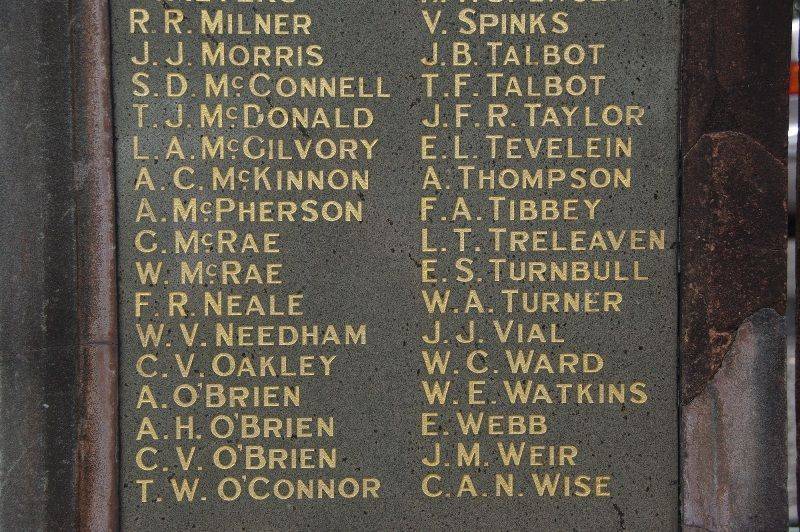 R. R. MILNER
J. J. MORRIS
S. D. McCONNELL
T. J. McDONALD
L. A. McGILVORY
A. C. McKINNON
A. McPHERSON
G. McRAE
W. McRAE
F. R. NEALE
W. V. NEEDHAM
C. V. OAKLEY
A. O'BRIEN
A. H. O'BRIEN
C. V. O'BRIEN
T. W. O'CONNOR
V. SPINKS
J. B. TALBOT
T. F. TALBOT
J. F. R. TAYLOR
E. L. TEVELEIN
A. THOMPSON
F. A. TIBBEY
L. T. TRELEAVEN
E. S. TURNBULL
W. A. TURNER
J. J. VIAL
W. C. WARD
W. E. WATKINS
E. WEBB
J. M. WEIR
C. A. N. WISE